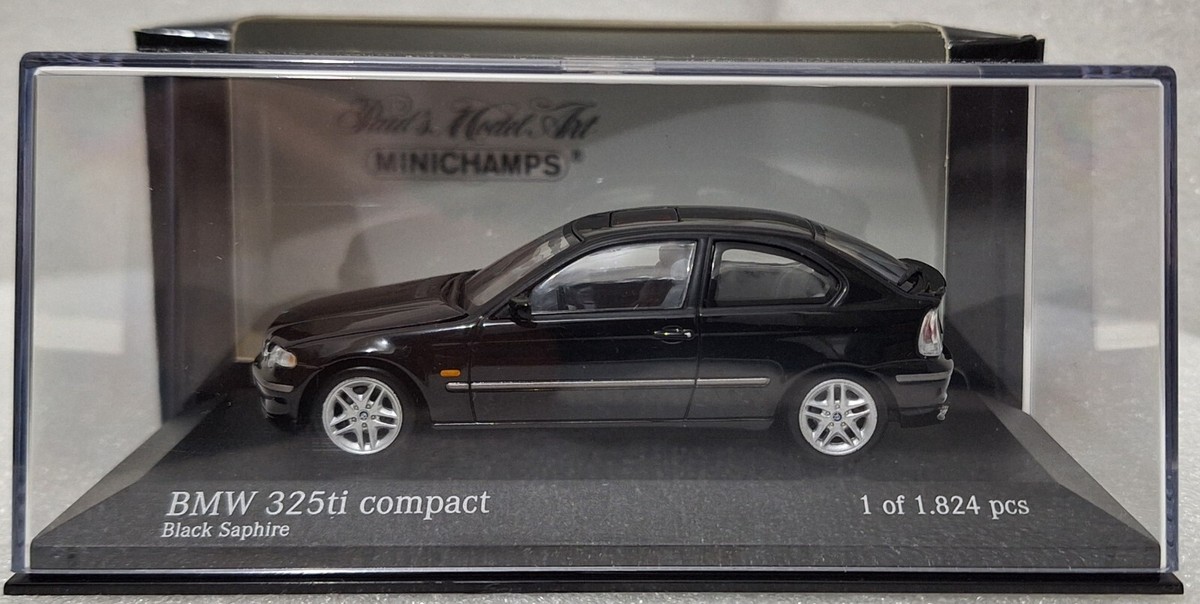 Paul's Model Art
MINICHAMPS®
BMW 325ti compact
Black Saphire
1 of 1.824 pcs